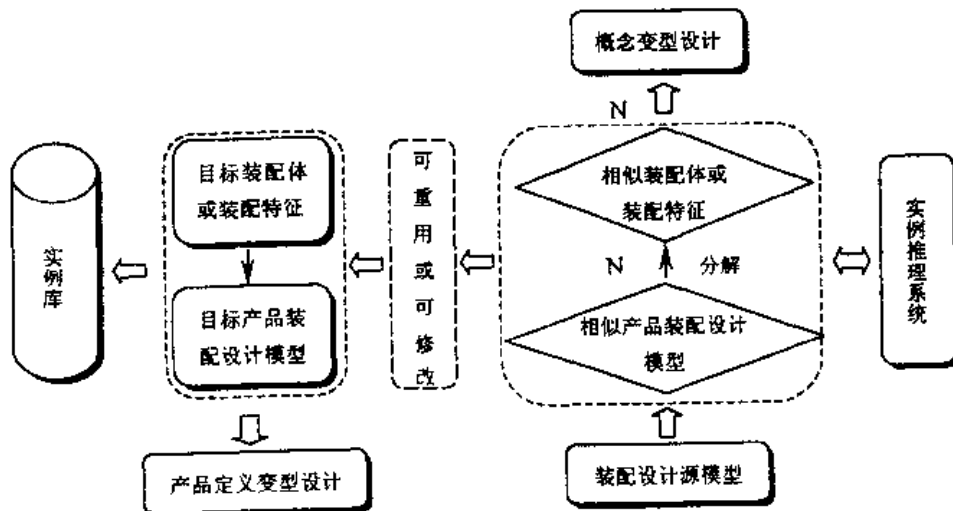 概念变型设计
N
目标装配体
或装配特征
可重用或可修改
相似装配体或
装配特征
实例库
实例推理系统
N
分解
目标产品装
配设计模型
相似产品装配设计
模型
产品定义变型设计
装配设计源模型